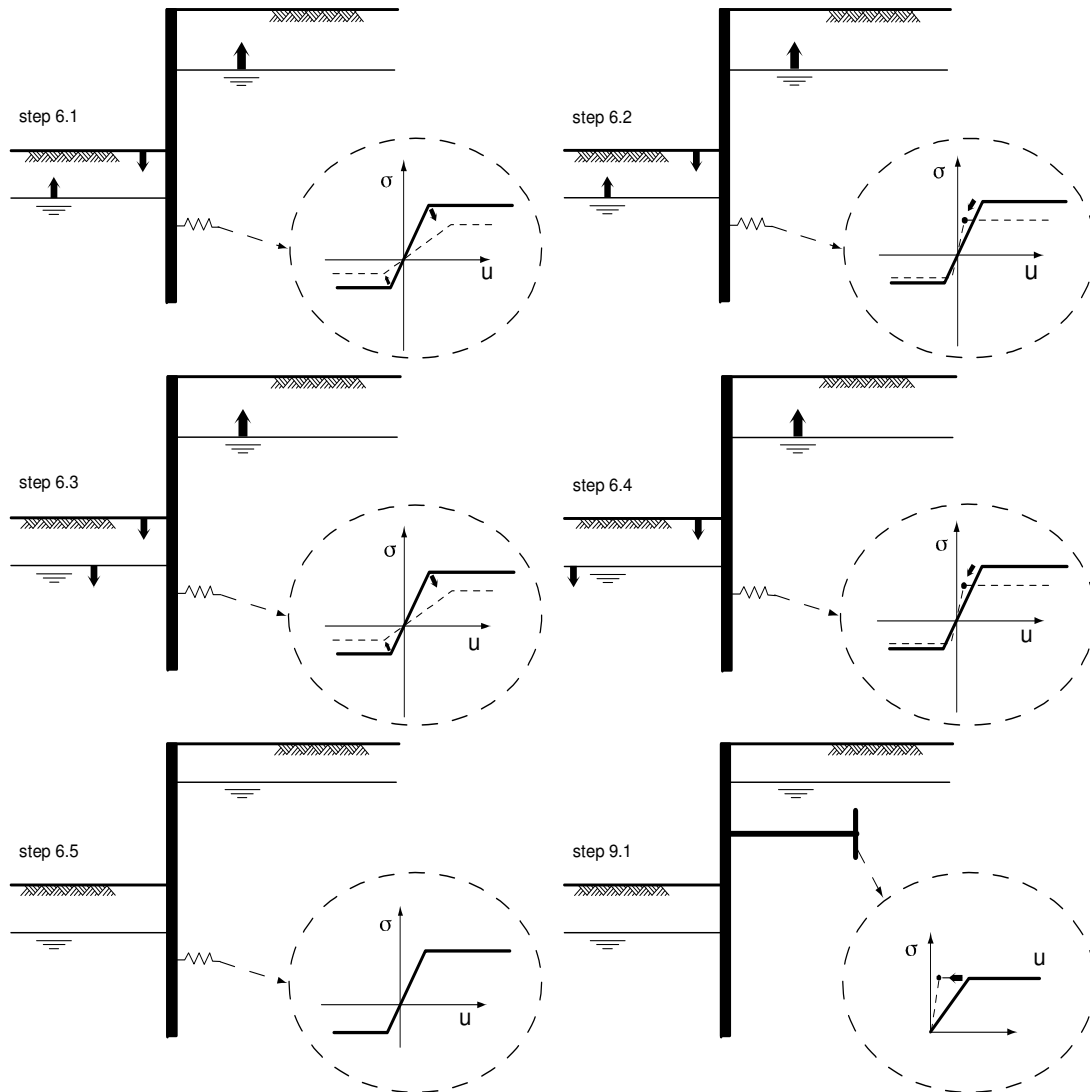 step 6.1
σ
u
step 6.2
σ
u
step 6.3
σ
u
step 6.4
σ
u
step 6.5
σ
u
step 9.1
σ
u